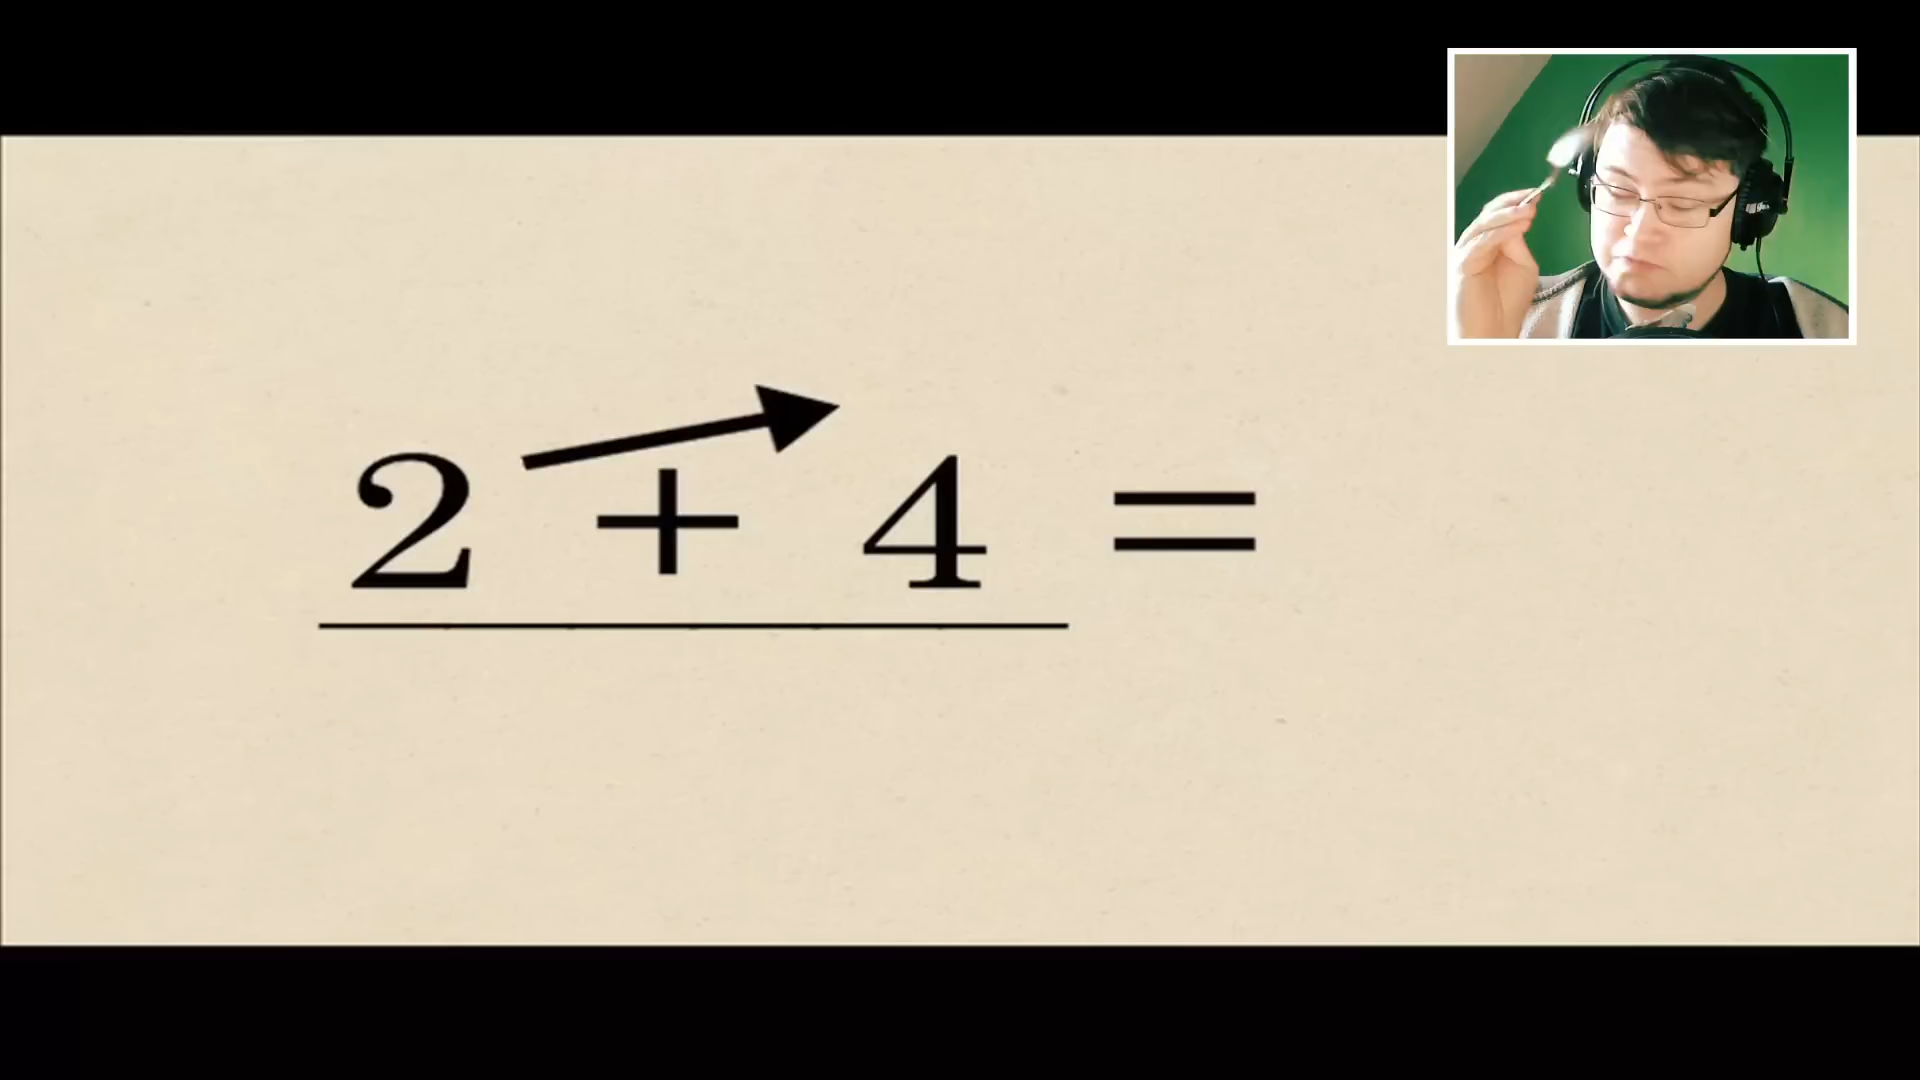 2 + 4 =